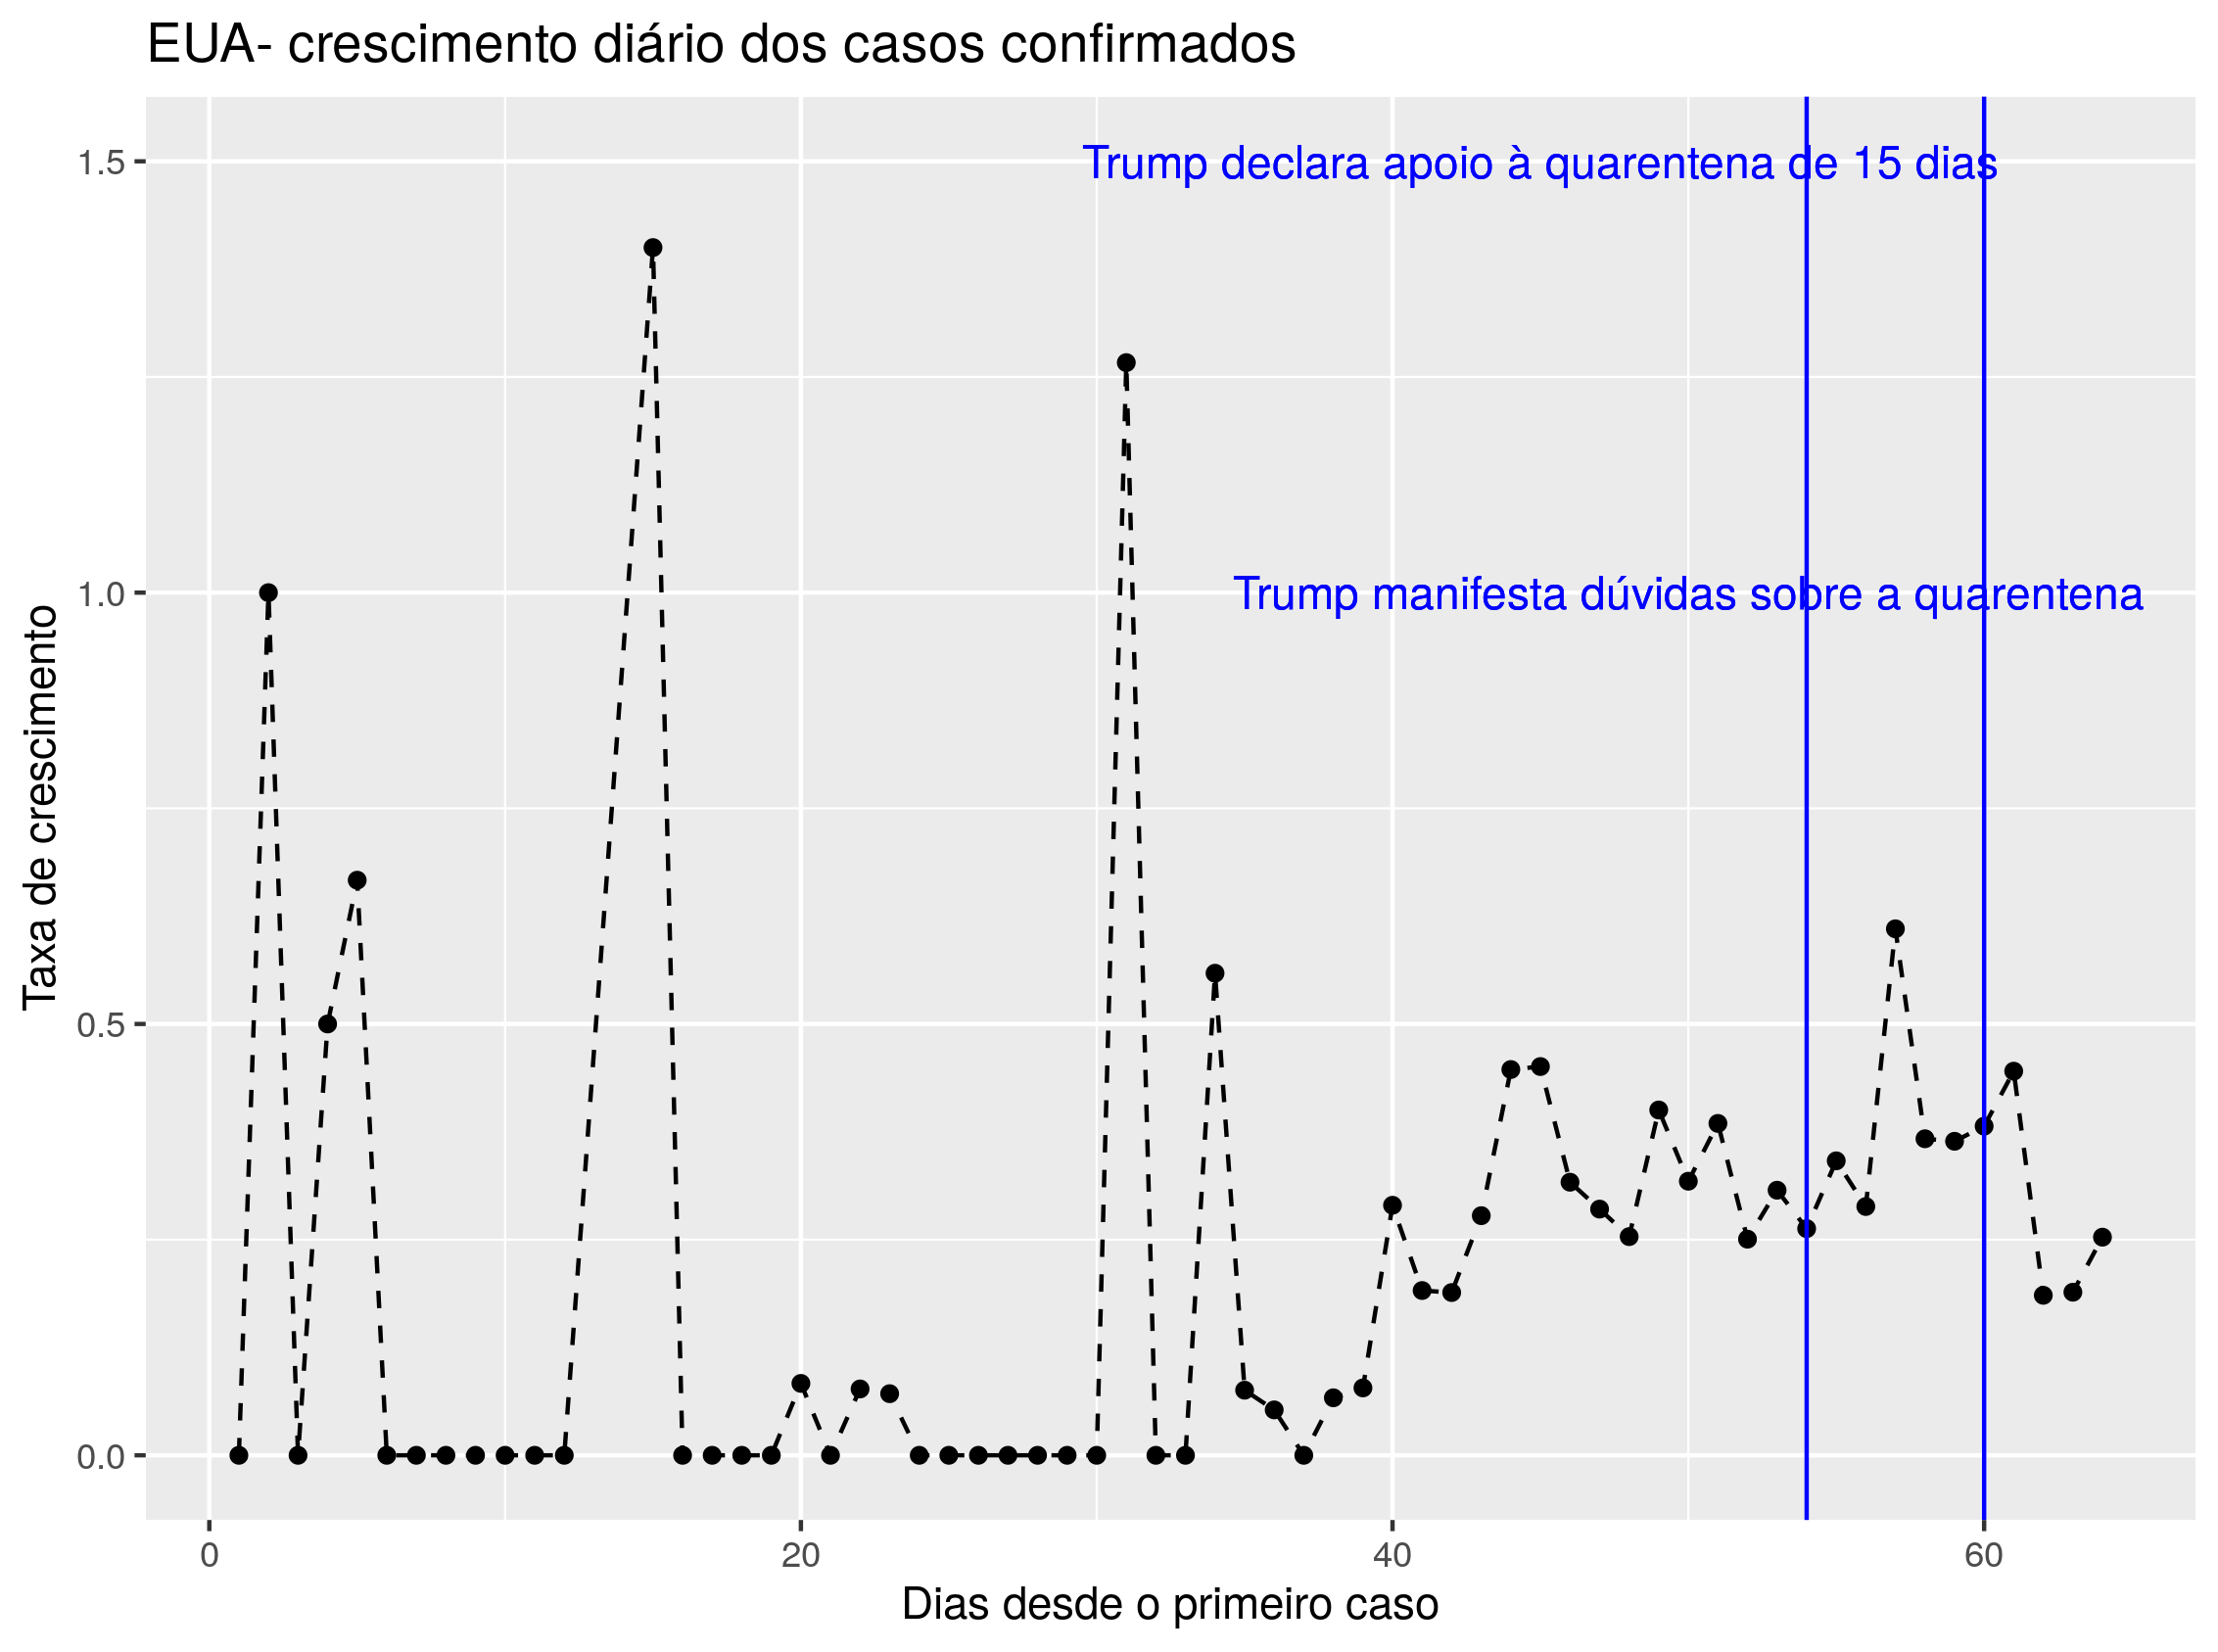 EUA- crescimento diário dos casos confirmados
Taxa de crescimento
1.5
1.0
0.5
0.0
Trump declara apoio à quarentena de 15 dias
Trump manifesta dúvidas sobre a quarentena
0 20 40 60
Dias desde o primeiro caso